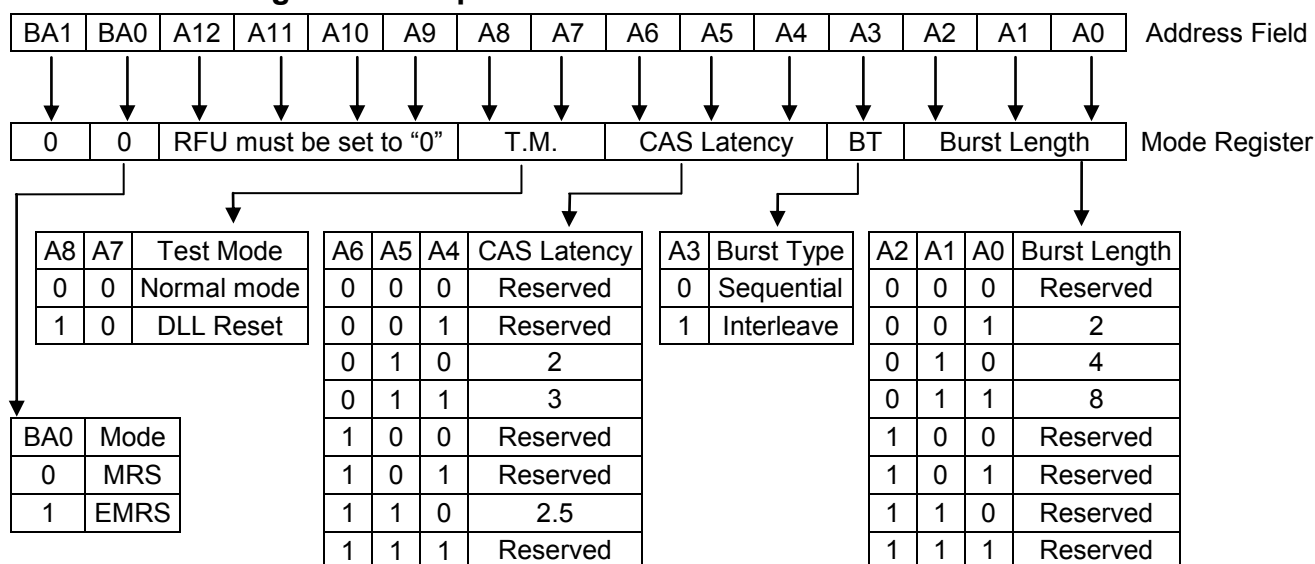 BA1 BA0 A12 A11 A10 A9 A8 A7 A6 A5 A4 A3 A2 A1 A0 Address Field
0 0 RFU must be set to “0” T.M. CAS Latency BT Burst Length Mode Register
A8 A7 Test Mode
0 0 Normal mode
1 0 DLL Reset
BA0 Mode
0 MRS
1 EMRS
A6 A5 A4 CAS Latency
0 0 0 Reserved
0 0 1 Reserved
0 1 0 2
0 1 1 3
1 0 0 Reserved
1 0 1 Reserved
1 1 0 2.5
1 1 1 Reserved
A3 Burst Type
0 Sequential
1 Interleave
A2 A1 A0 Burst Length
0 0 0 Reserved
0 0 1 2
0 1 0 4
0 1 1 8
1 0 0 Reserved
1 0 1 Reserved
1 1 0 Reserved
1 1 1 Reserved